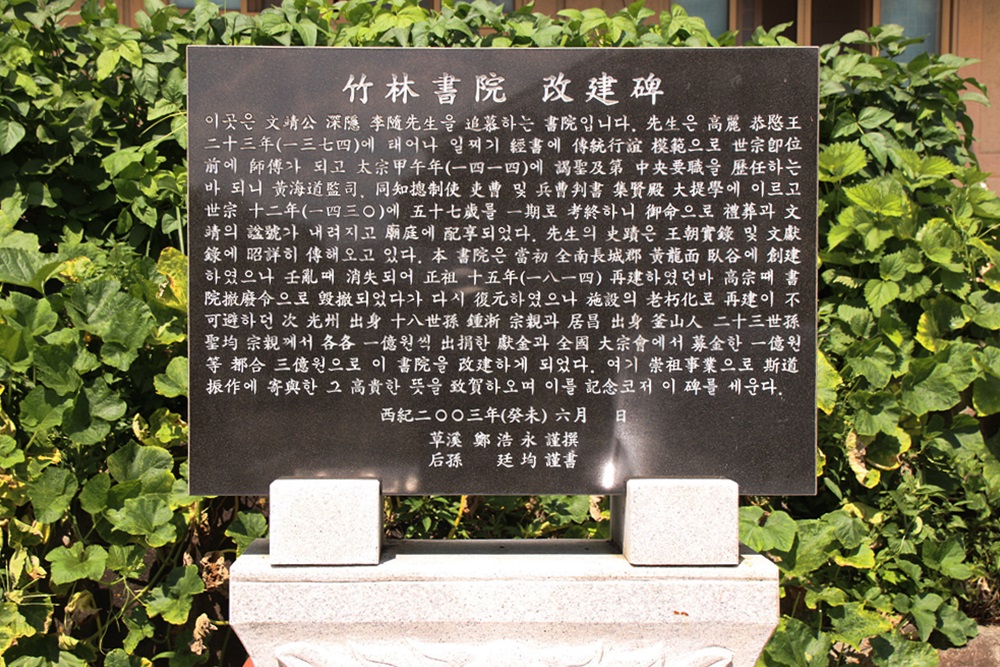 竹林書院 改建碑
이곳은 文靖公 深隱 李隨先生을 追慕하는 書院입니다. 先生은 高麗 恭愍王
二十三年(一三七四)에 태어나 일찌기 經書에 傳統行誼 模範으로 世宗卽位
前에 師傅가 되고 太宗甲午年(一四一四)에 謁聖及第 中央要職을 歷任하는
바 되니 黃海道監司, 同知摠制使 吏曹 및 兵曹判書 集賢殿 大提學에 이르고
世宗 十二年(一四三〇)에 五十七歲를 一期로 考終하니 御命으로 禮葬과 文
靖의 諡號가 내려지고 廟庭에 配享되었다. 先生의 史蹟은 王朝實錄 및 文獻
錄에 昭詳히 傳해오고 있다. 本 書院은 當初 全南長城郡 黃龍面 臥谷에 創建
하였으나 壬亂때 消失되어 正祖 十五年(一八一四) 再建하였던바 高宗때 書
院撤廢令으로 毁撤되었다가 다시 復元하였으나 施設의 老朽化로 再建이 不
可避하던 次 光州 出身 十八世孫 鍾漸 宗親과 居昌 出身 釜山人 二十三世孫
聖均 宗親께서 各各 一億원씩 出捐한 獻金과 全國 大宗會에서 募金한 一億원
等 都合 三億원으로 이 書院을 改建하게 되었다. 여기 崇祖事業으로 斯道
振作에 寄與한 그 高貴한 뜻을 致賀하오며 이를 記念코저 이 碑를 세운다.
西紀二〇〇三年(癸未) 六月 日
草溪 鄭浩永 謹撰
后孫 廷均 謹書